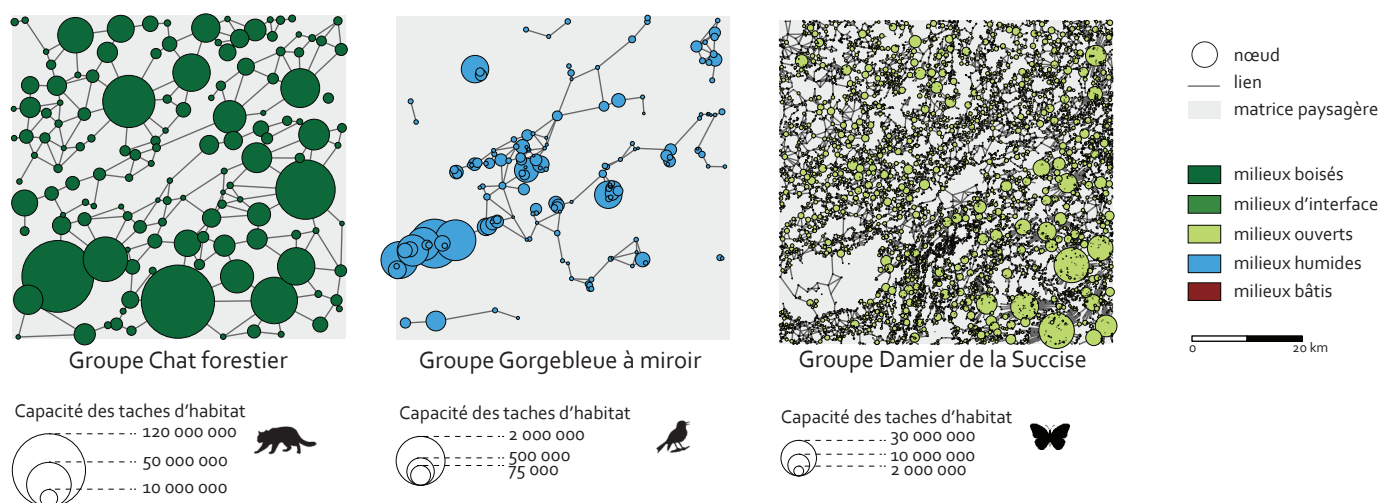 nœud
lien
matrice paysagère
milieux boisés
milieux d'interface
milieux ouverts
milieux humides
milieux bâtis
0 20 km
Groupe Chat forestier
Groupe Gorgebleue à miroir
Groupe Damier de la Succise
Capacité des taches d'habitat
120 000 000
50 000 000
10 000 000
Capacité des taches d'habitat
2 000 000
500 000
75 000
Capacité des taches d'habitat
30 000 000
10 000 000
2 000 000